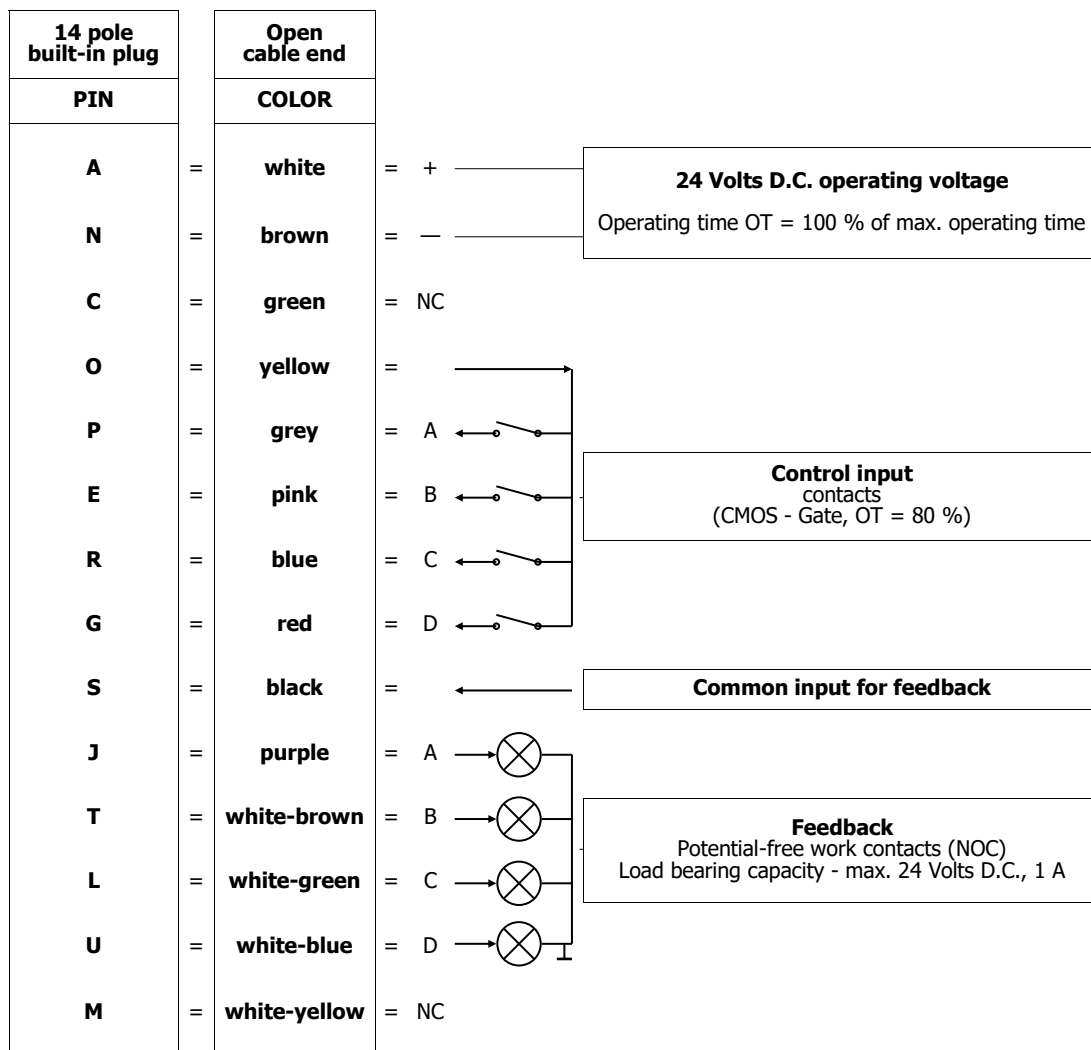 14 pole
built-in plug
Open
cable end
PIN
COLOR
A = white = +
24 Volts D.C. operating voltage
Operating time OT = 100 % of max. operating time
N = brown = —
C = green = NC
O = yellow =
P = grey = A
E = pink = B
Control input
contacts
(CMOS - Gate, OT = 80 %)
R = blue = C
G = red = D
S = black =
Common input for feedback
J = purple = A
T = white-brown = B
Feedback
Potential-free work contacts (NOC)
Load bearing capacity - max. 24 Volts D.C., 1 A
L = white-green = C
U = white-blue = D
M = white-yellow = NC